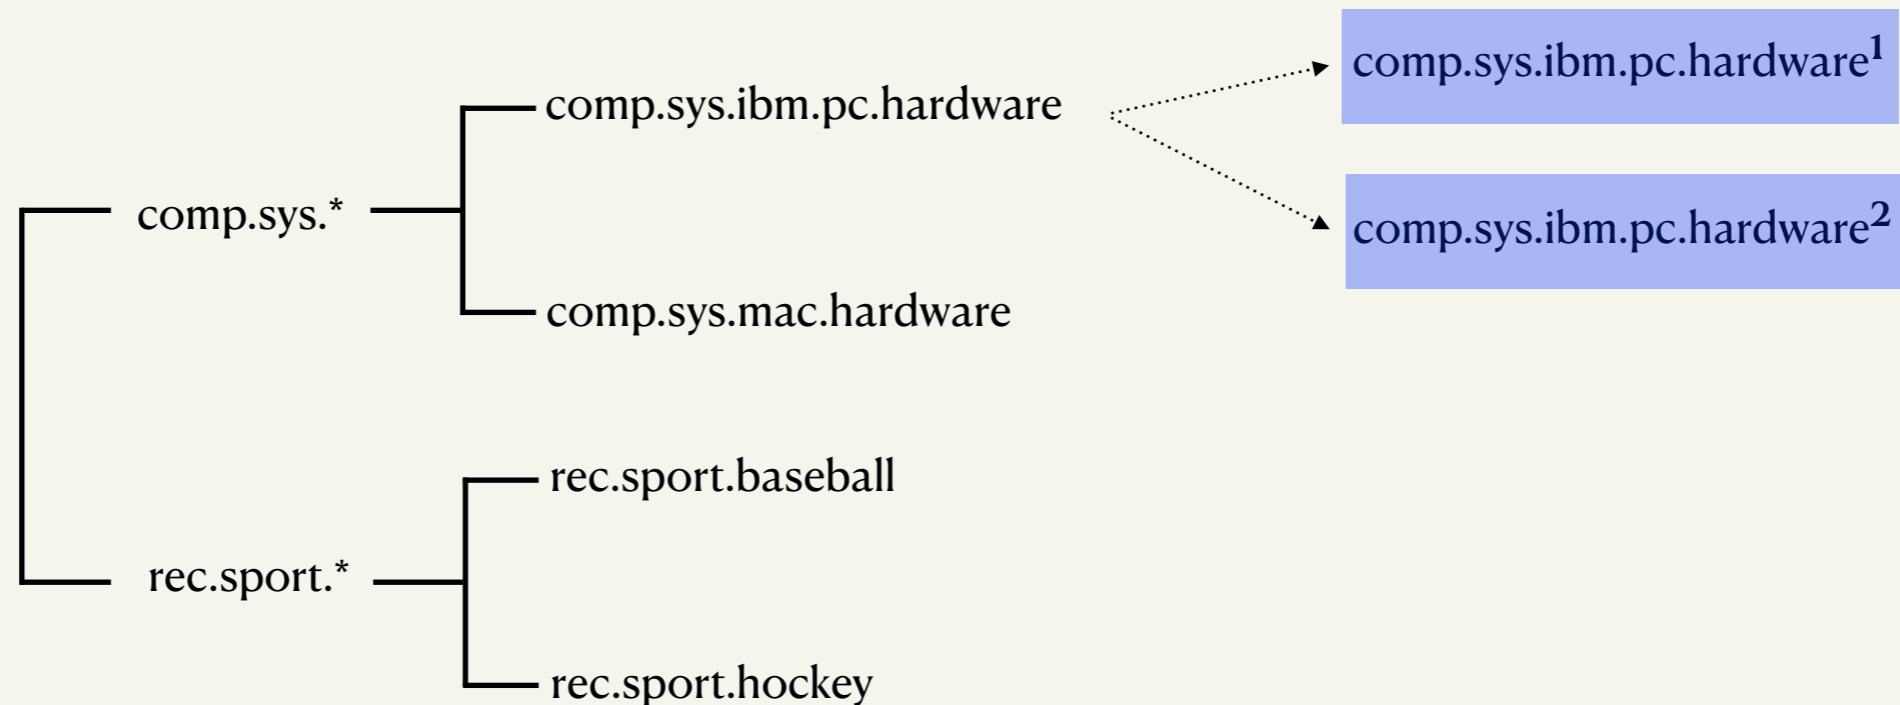 comp.sys.ibm.pc.hardware¹
comp.sys.ibm.pc.hardware
comp.sys.*
comp.sys.ibm.pc.hardware²
comp.sys.mac.hardware
rec.sport.baseball
rec.sport.*
rec.sport.hockey